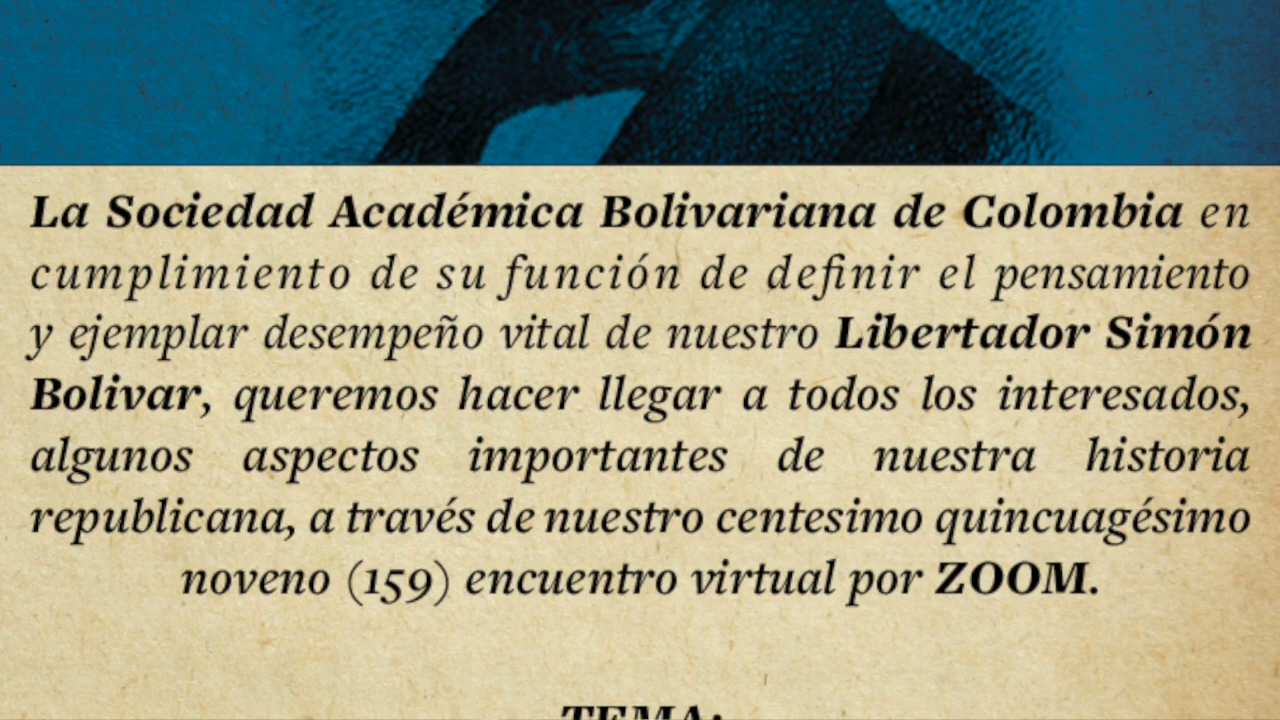 La Sociedad Académica Bolivariana de Colombia en
cumplimiento de su función de definir el pensamiento
y ejemplar desempeño vital de nuestro Libertador Simón
Bolivar, queremos hacer llegar a todos los interesados,
algunos aspectos importantes de nuestra historia
republicana, a través de nuestro centesimo quincuagésimo
noveno (159) encuentro virtual por ZOOM.
TEMA: